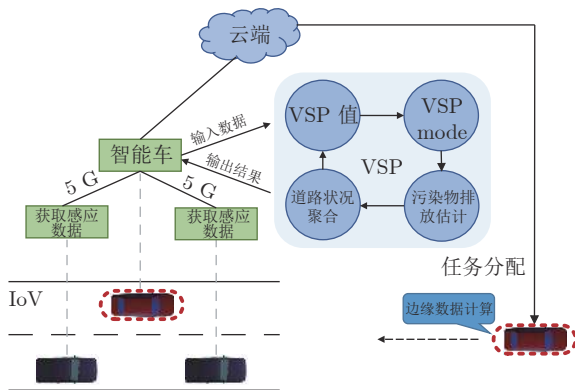 云端
VSP 值
VSP
mode
输入数据
智能车
输出结果
VSP
5 G
5 G
道路状况
聚合
污染物排
放估计
获取感应
数据
获取感应
数据
任务分配
IoV
边缘数据计算